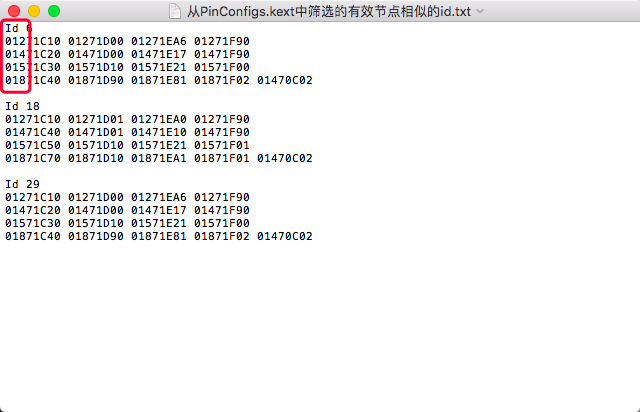 从PinConfigs.kext中筛选的有效节点相似的id.txt
Id 6
01271C10 01271D00 01271EA6 01271F90
01471C20 01471D00 01471E17 01471F90
01571C30 01571D10 01571E21 01571F00
01871C40 01871D90 01871E81 01871F02 01470C02
Id 18
01271C10 01271D01 01271EA0 01271F90
01471C40 01471D01 01471E10 01471F90
01571C50 01571D10 01571E21 01571F01
01871C70 01871D10 01871EA1 01871F01 01470C02
Id 29
01271C10 01271D00 01271EA6 01271F90
01471C20 01471D00 01471E17 01471F90
01571C30 01571D10 01571E21 01571F00
01871C40 01871D90 01871E81 01871F02 01470C02